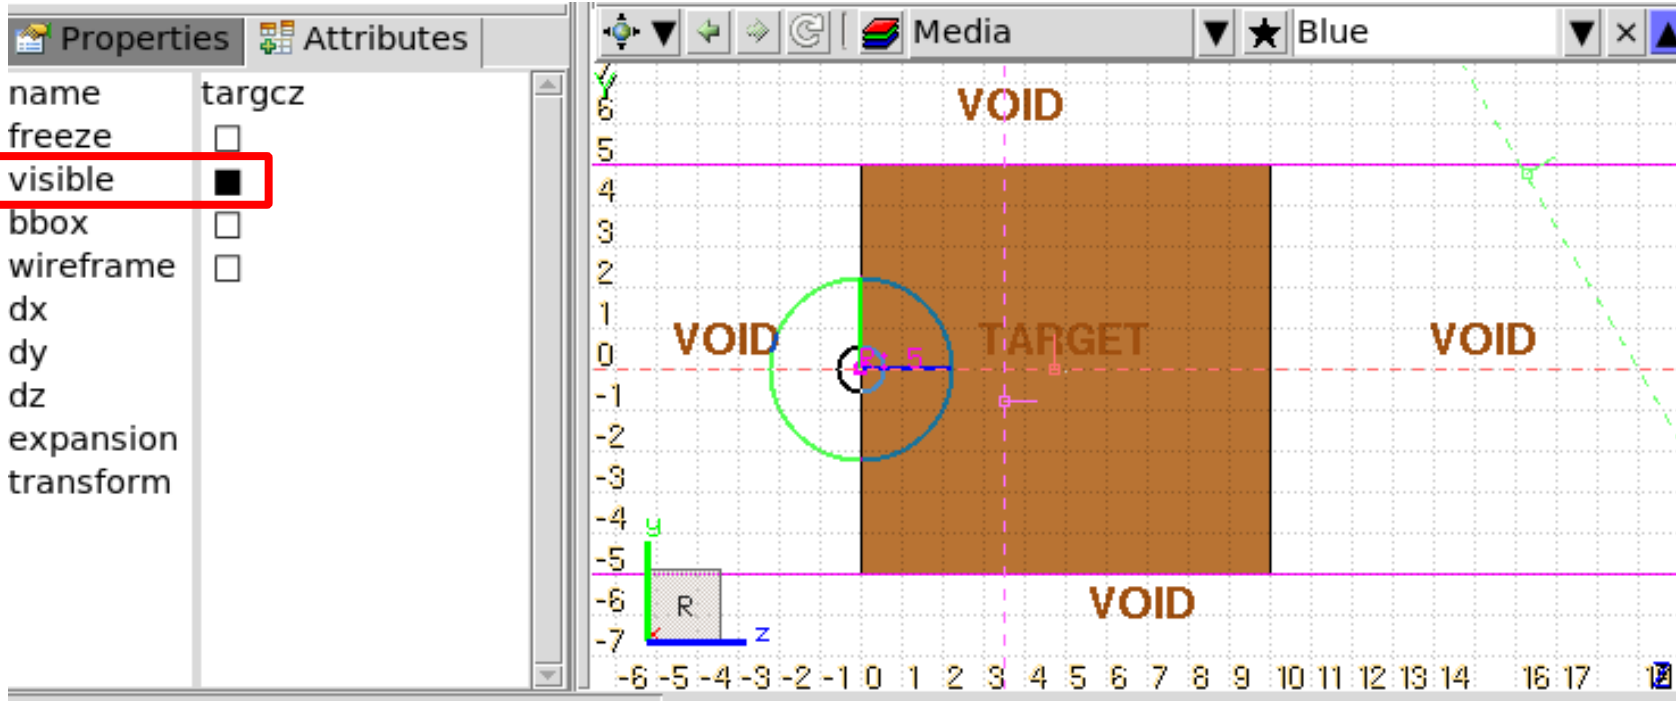 Properties Attributes
name targcz
freeze
visible
bbox
wireframe
dx
dy
dz
expansion
transform
Media Blue
Y
6
5
4
3
2
1
0
-1
-2
-3
-4
-5
-6
-7
VOID
VOID TARGET VOID
R: 5
VOID
y
R
x
z
-6 -5 -4 -3 -2 -1 0 1 2 3 4 5 6 7 8 9 10 11 12 13 14 16 17